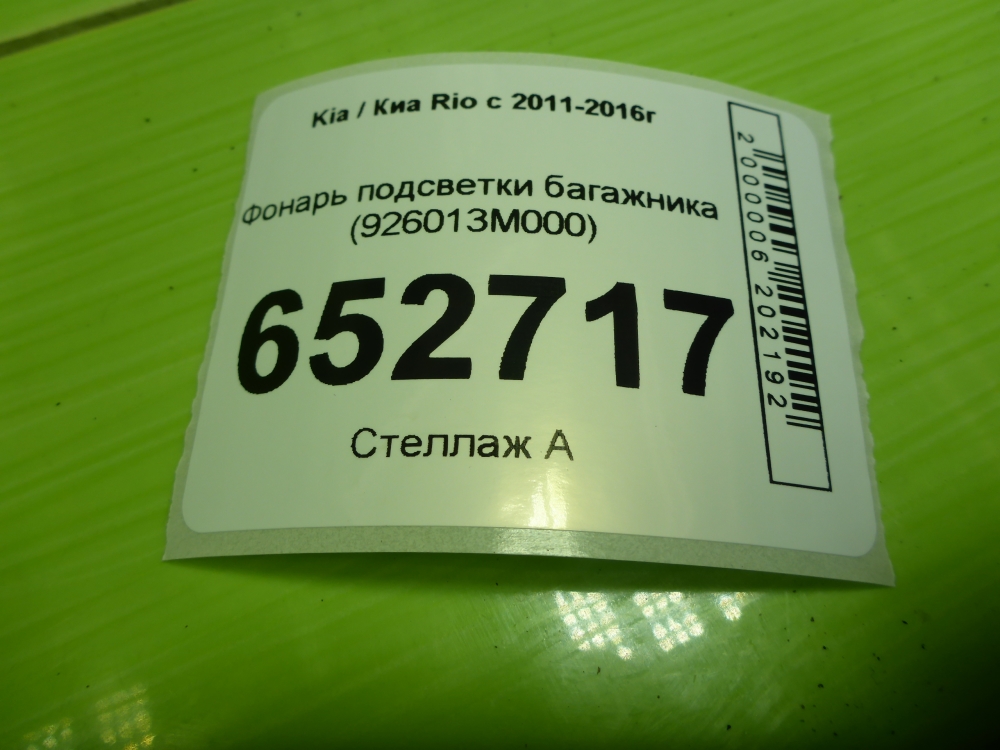 Kia / Киа Rio с 2011-2016г
Фонарь подсветки багажника
(926013M000)
652717
Стеллаж А
2000006202192